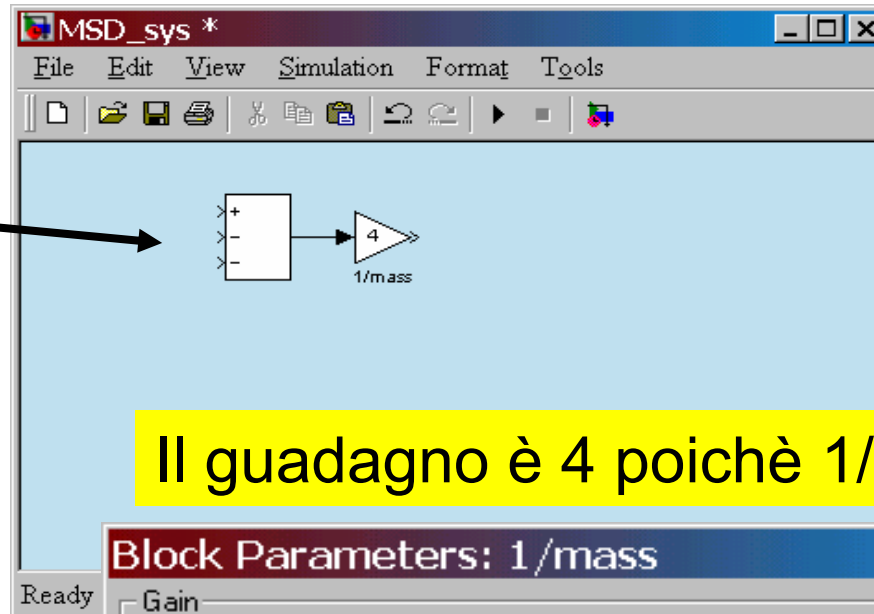 MSD_sys *
File Edit View Simulation Format Tools
+
-
-
4
1/mass
Il guadagno è 4 poichè 1/
Block Parameters: 1/mass
Ready
Gain